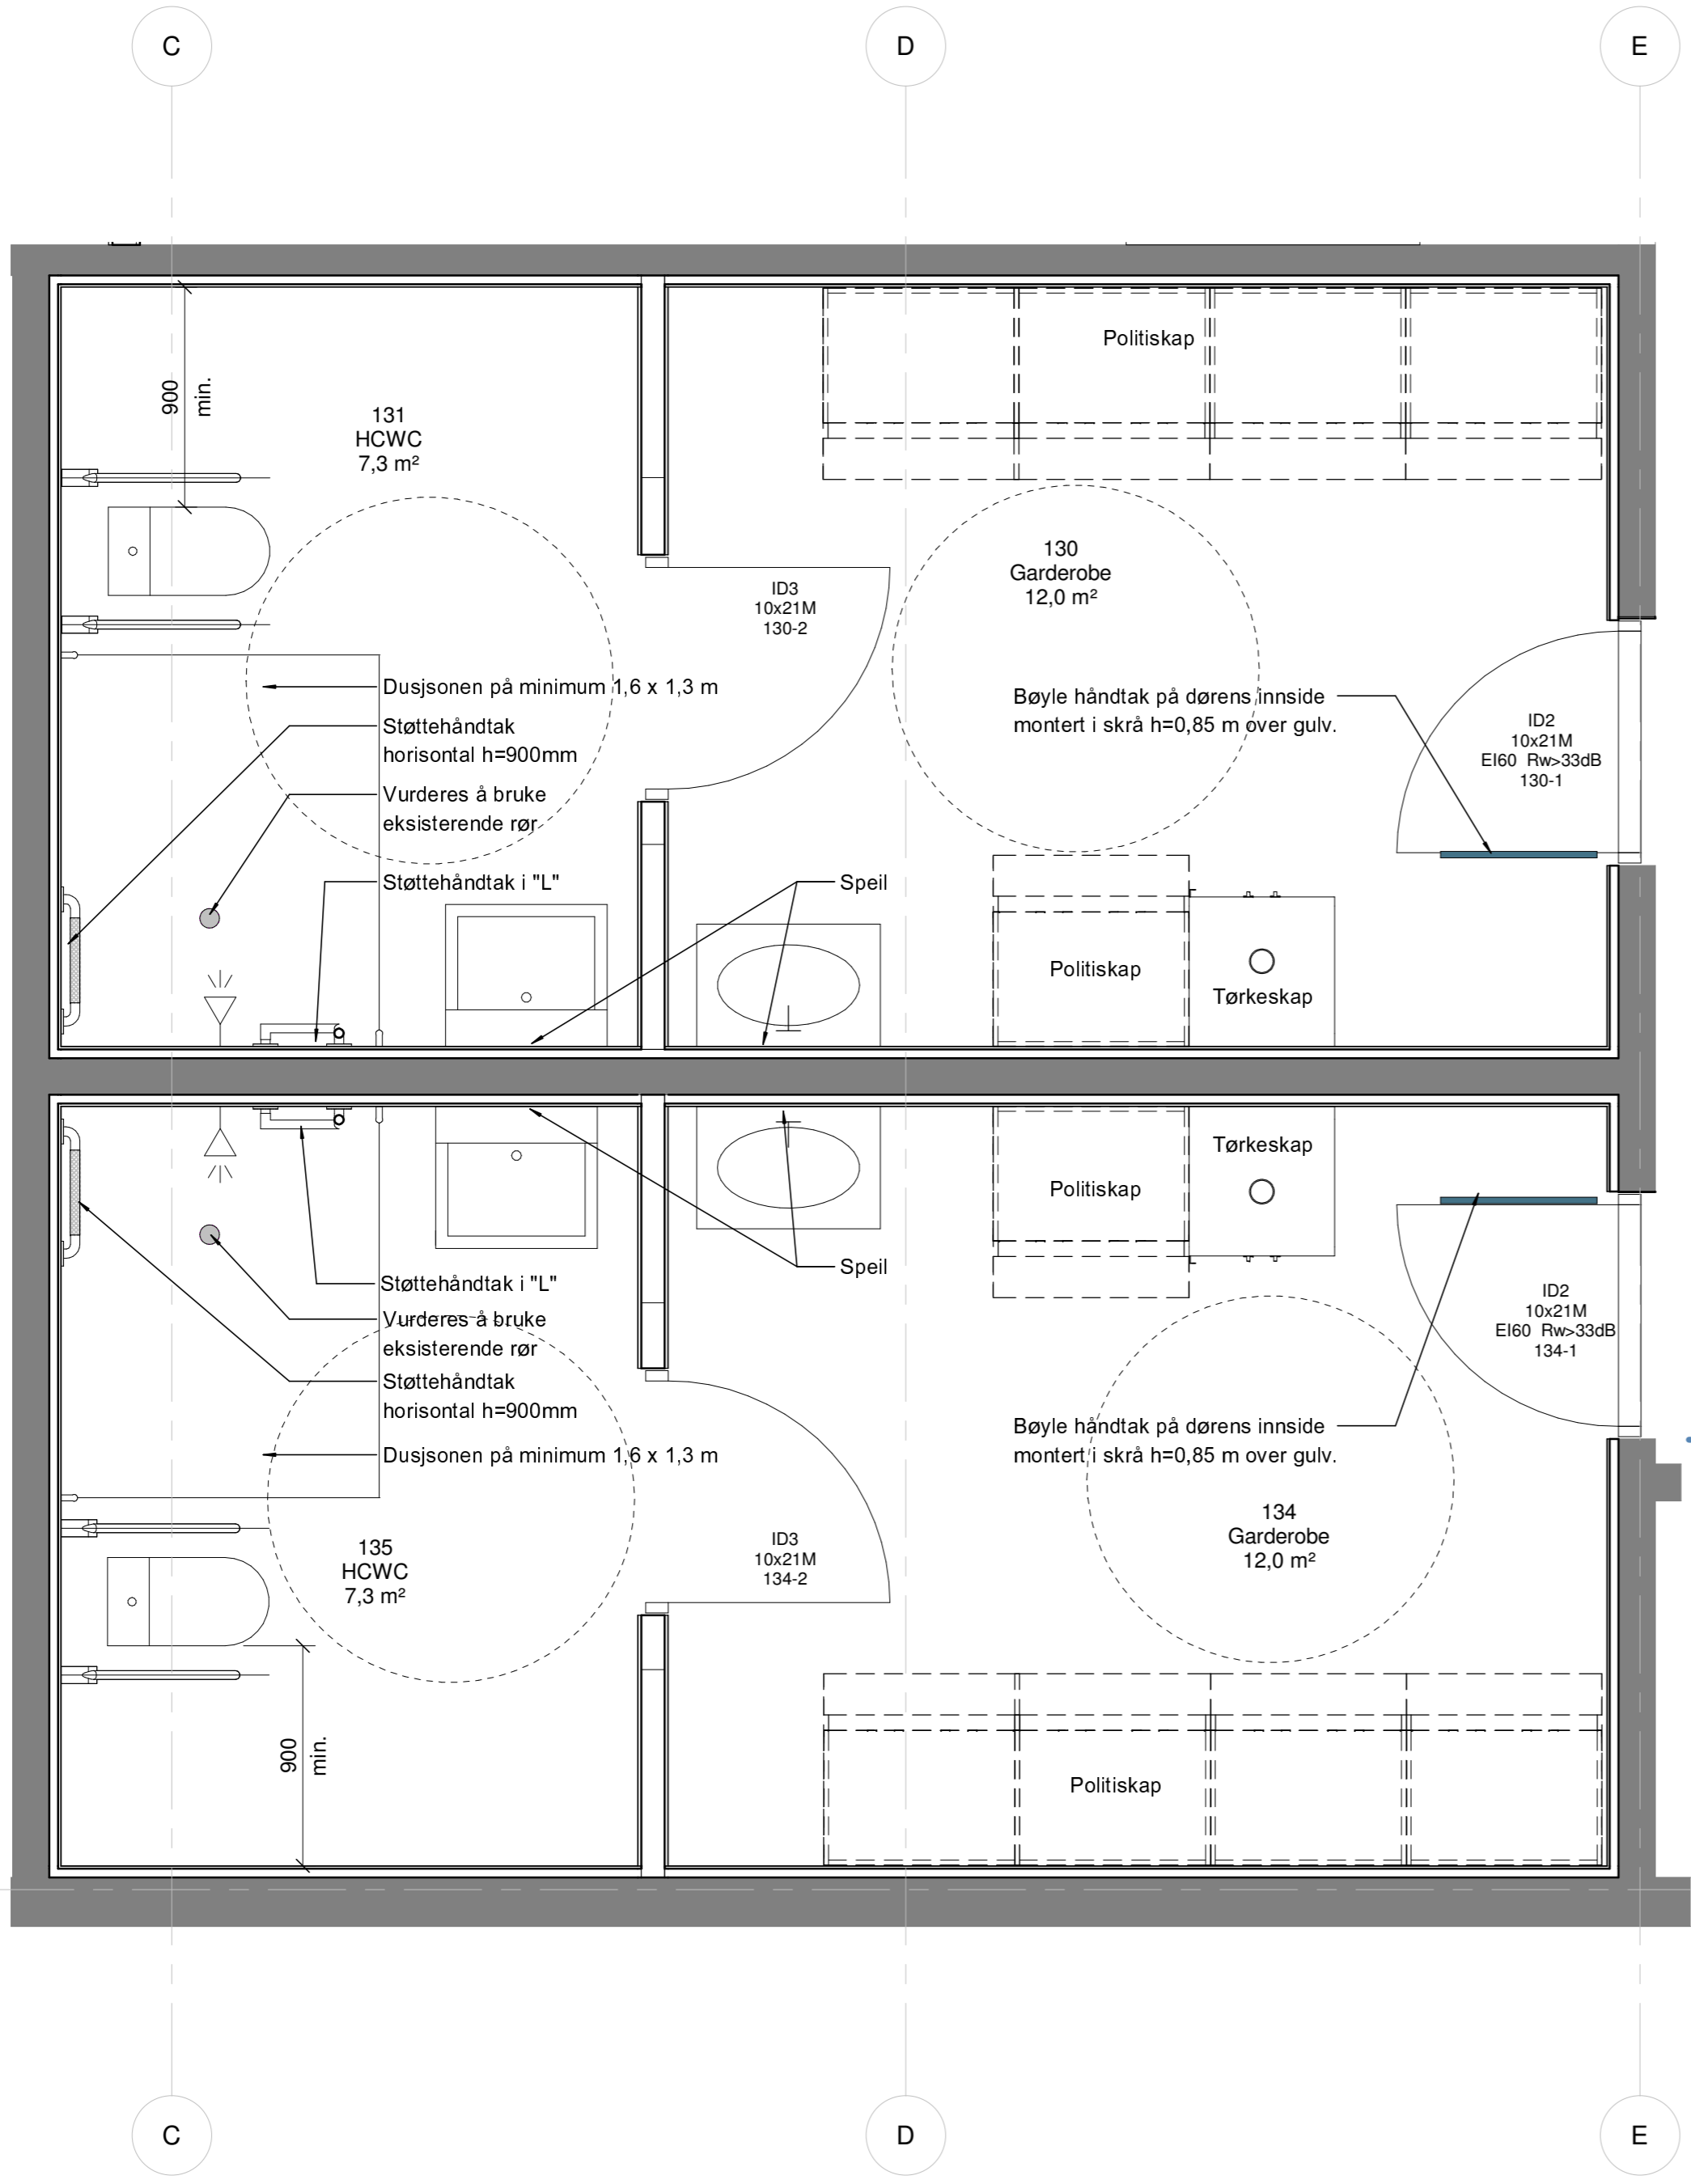 C
D
E
900
min.
131
HCWC
7,3 m²
Politiskap
130
Garderobe
12,0 m²
ID3
10x21M
130-2
Dusjsonen på minimum 1,6 x 1,3 m
Støttehåndtak
horisontal h=900mm
Vurderes å bruke
eksisterende rør
Støttehåndtak i "L"
Speil
Bøyle håndtak på dørens innside
montert i skrå h=0,85 m over gulv.
ID2
10x21M
EI60 Rw>33dB
130-1
Politiskap
Tørkeskap
Politiskap
Tørkeskap
Speil
Støttehåndtak i "L"
Vurderes å bruke
eksisterende rør
Støttehåndtak
horisontal h=900mm
Dusjsonen på minimum 1,6 x 1,3 m
ID2
10x21M
EI60 Rw>33dB
134-1
Bøyle håndtak på dørens innside
montert i skrå h=0,85 m over gulv.
135
HCWC
7,3 m²
ID3
10x21M
134-2
134
Garderobe
12,0 m²
900
min.
Politiskap
C
D
E